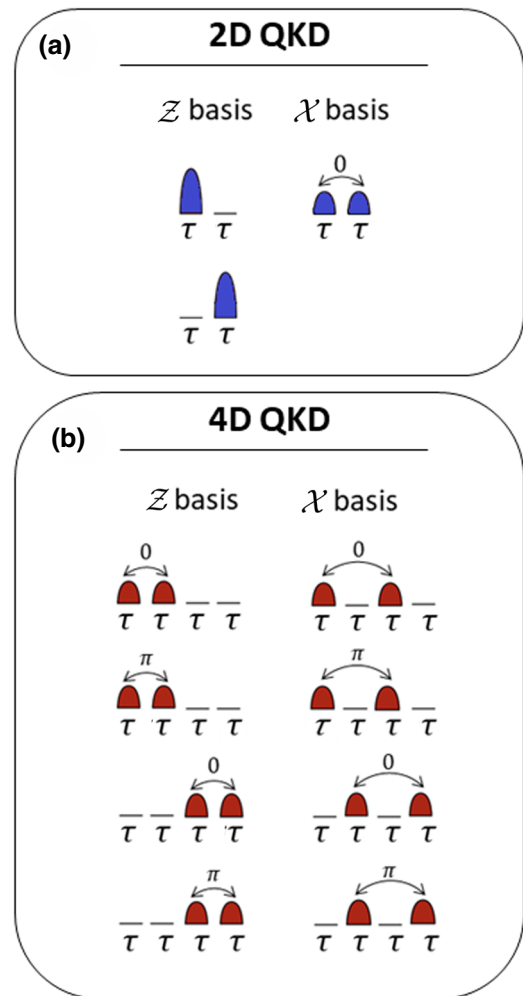 (a) 2D QKD
𝒵 basis 𝒳 basis
0
τ τ τ τ
τ τ
(b) 4D QKD
𝒵 basis 𝒳 basis
0 0
τ τ τ τ τ τ τ τ
π π
τ τ τ τ τ τ τ τ
0 0
τ τ τ τ τ τ τ τ
π π
τ τ τ τ τ τ τ τ